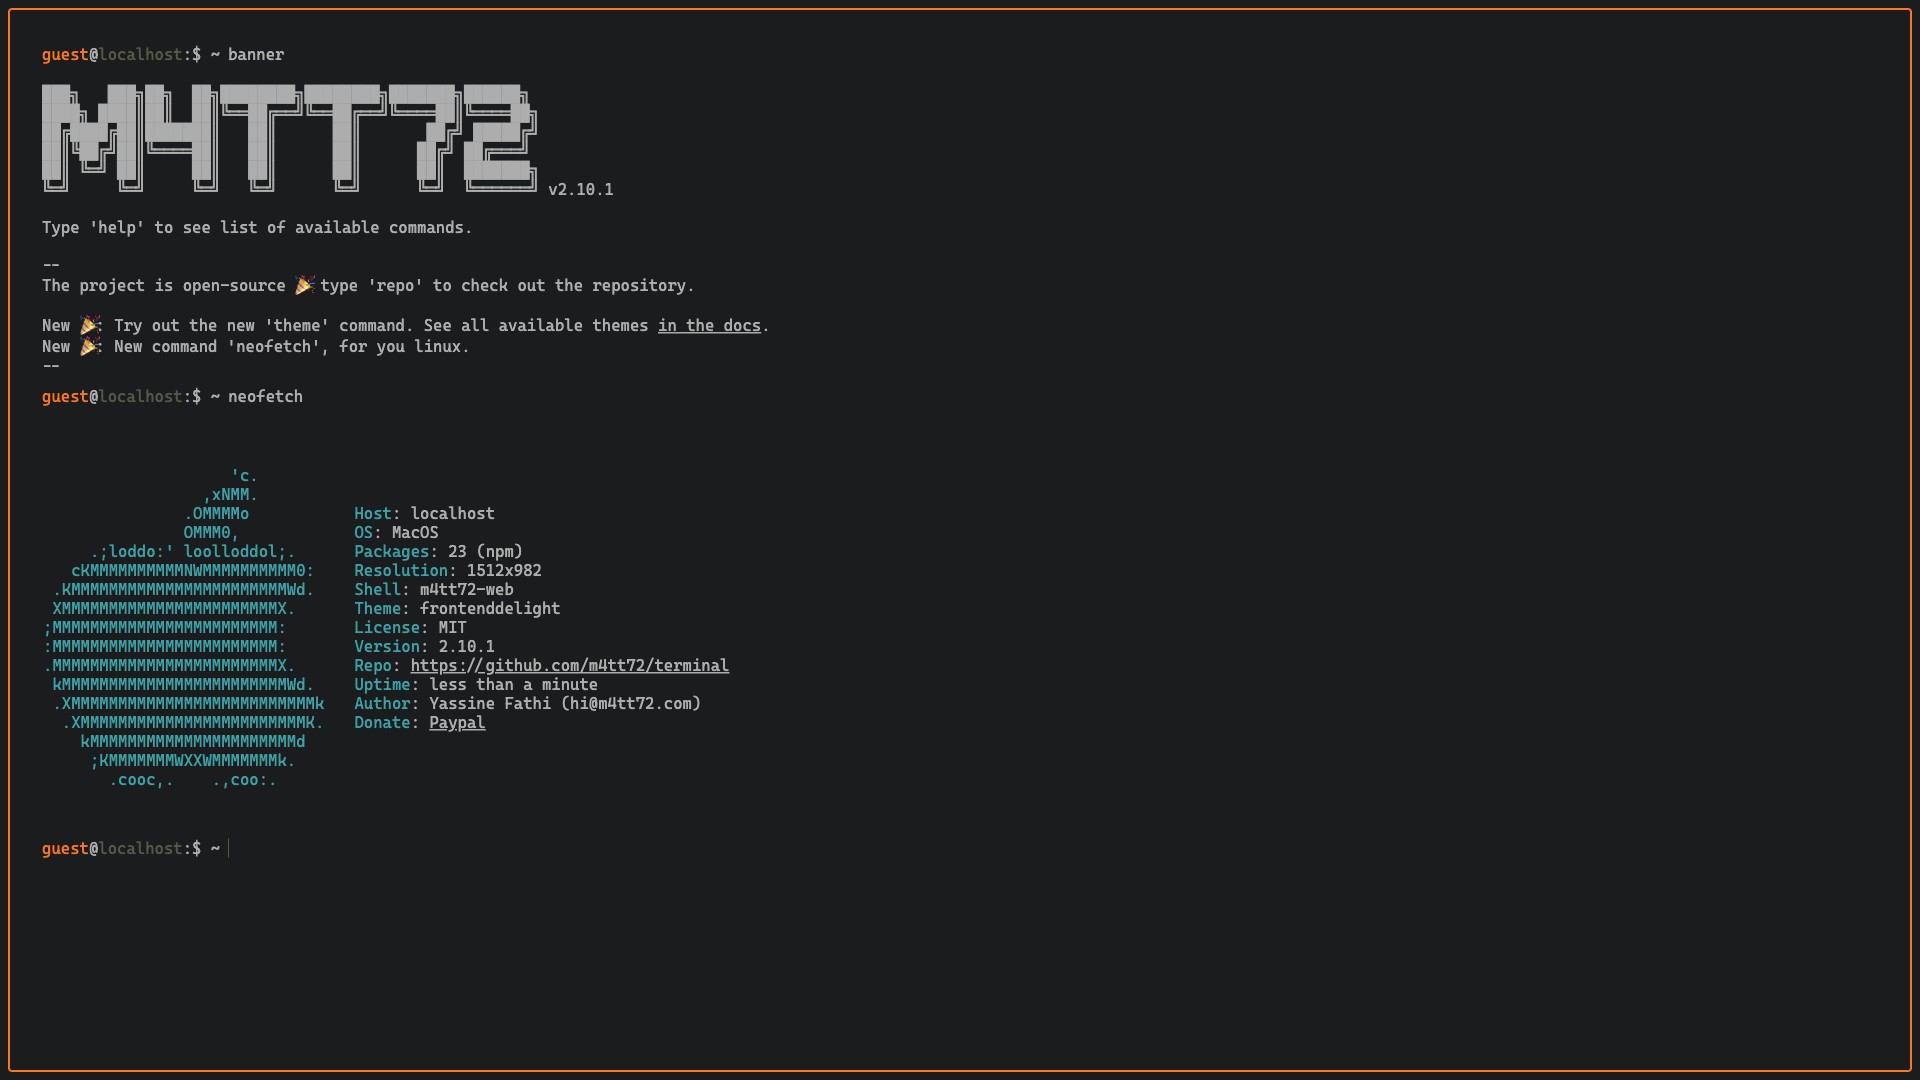 guest@localhost:$ ~ banner
M4TT72 v2.10.1
Type 'help' to see list of available commands.
--
The project is open-source 🎉 type 'repo' to check out the repository.
New 🎉: Try out the new 'theme' command. See all available themes in the docs.
New 🎉: New command 'neofetch', for you linux.
--
guest@localhost:$ ~ neofetch
'c.
,xNMM.
.OMMMMo Host: localhost
OMMM0, OS: MacOS
.;loddo:' loolloddol;. Packages: 23 (npm)
cKMMMMMMMMMMNWMMMMMMMMMM0: Resolution: 1512x982
.KMMMMMMMMMMMMMMMMMMMMMMMWd. Shell: m4tt72-web
XMMMMMMMMMMMMMMMMMMMMMMMX. Theme: frontenddelight
;MMMMMMMMMMMMMMMMMMMMMMMM: License: MIT
:MMMMMMMMMMMMMMMMMMMMMMMM: Version: 2.10.1
.MMMMMMMMMMMMMMMMMMMMMMMMX. Repo: https://github.com/m4tt72/terminal
kMMMMMMMMMMMMMMMMMMMMMMMMWd. Uptime: less than a minute
.XMMMMMMMMMMMMMMMMMMMMMMMMMMk Author: Yassine Fathi (hi@m4tt72.com)
.XMMMMMMMMMMMMMMMMMMMMMMMMK. Donate: Paypal
kMMMMMMMMMMMMMMMMMMMMMMd
;KMMMMMMMWXXWMMMMMMMk.
.cooc,. .,coo:.
guest@localhost:$ ~